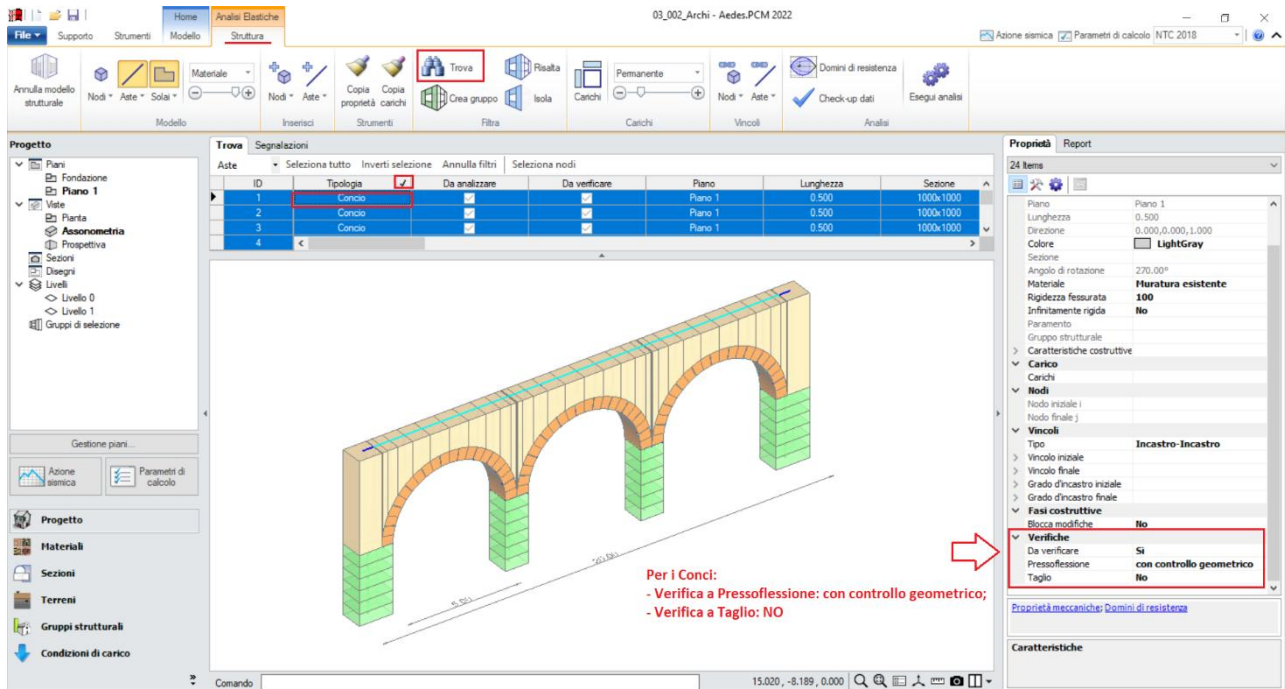 03_002_Archi - Aedes.PCM 2022
Home Analisi Elastiche
File Supporto Strumenti Modello Struttura
Azione sismica Parametri di calcolo NTC 2018
Annulla modello strutturale
Nodi Aste Solai
Materiale
Modello
Nodi Aste
Inserisci
Copia proprietà
Copia carichi
Strumenti
Trova
Crea gruppo
Risalta
Isola
Filtra
Carichi
Permanente
Carichi
Nodi Aste
Vincoli
Domini di resistenza
Check-up dati
Esegui analisi
Analisi
Progetto
Piani
Fondazione
Piano 1
Viste
Pianta
Assonometria
Prospettiva
Sezioni
Disegni
Livelli
Livello 0
Livello 1
Gruppi di selezione
Gestione piani...
Azione sismica
Parametri di calcolo
Progetto
Materiali
Sezioni
Terreni
Gruppi strutturali
Condizioni di carico
Trova Segnalazioni
Aste Seleziona tutto Inverti selezione Annulla filtri Seleziona nodi
ID Tipologia Da analizzare Da verificare Piano Lunghezza Sezione
1 Concio Piano 1 0.500 1000x1000
2 Concio Piano 1 0.500 1000x1000
3 Concio Piano 1 0.500 1000x1000
4
Per i Conci:
- Verifica a Pressoflessione: con controllo geometrico;
- Verifica a Taglio: NO
Comando
15.020 , -8.189 , 0.000
Proprietà Report
24 Items
Piano Piano 1
Lunghezza 0.500
Direzione 0.000,0.000,1.000
Colore LightGray
Sezione
Angolo di rotazione 270.00°
Materiale Muratura esistente
Rigidezza fessurata 100
Infinitamente rigida No
Paramento
Gruppo strutturale
Caratteristiche costruttive
Carico
Carichi
Nodi
Nodo iniziale i
Nodo finale j
Vincoli
Tipo Incastro-Incastro
Vincolo iniziale
Vincolo finale
Grado d'incastro iniziale
Grado d'incastro finale
Fasi costruttive
Blocca modifiche No
Verifiche
Da verificare Sì
Pressoflessione con controllo geometrico
Taglio No
Proprietà meccaniche; Domini di resistenza
Caratteristiche